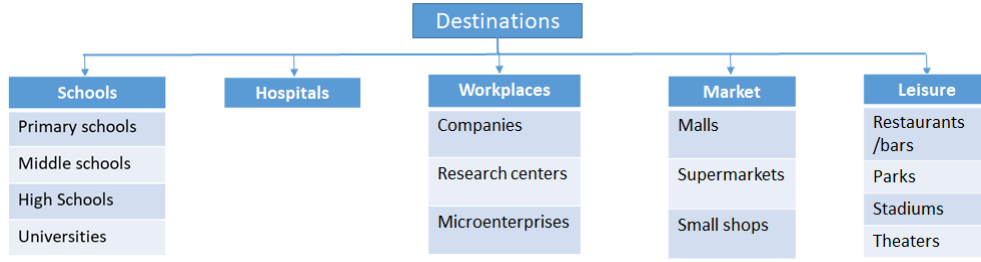 Destinations
Schools
Primary schools
Middle schools
High Schools
Universities
Hospitals
Workplaces
Companies
Research centers
Microenterprises
Market
Malls
Supermarkets
Small shops
Leisure
Restaurants
/bars
Parks
Stadiums
Theaters